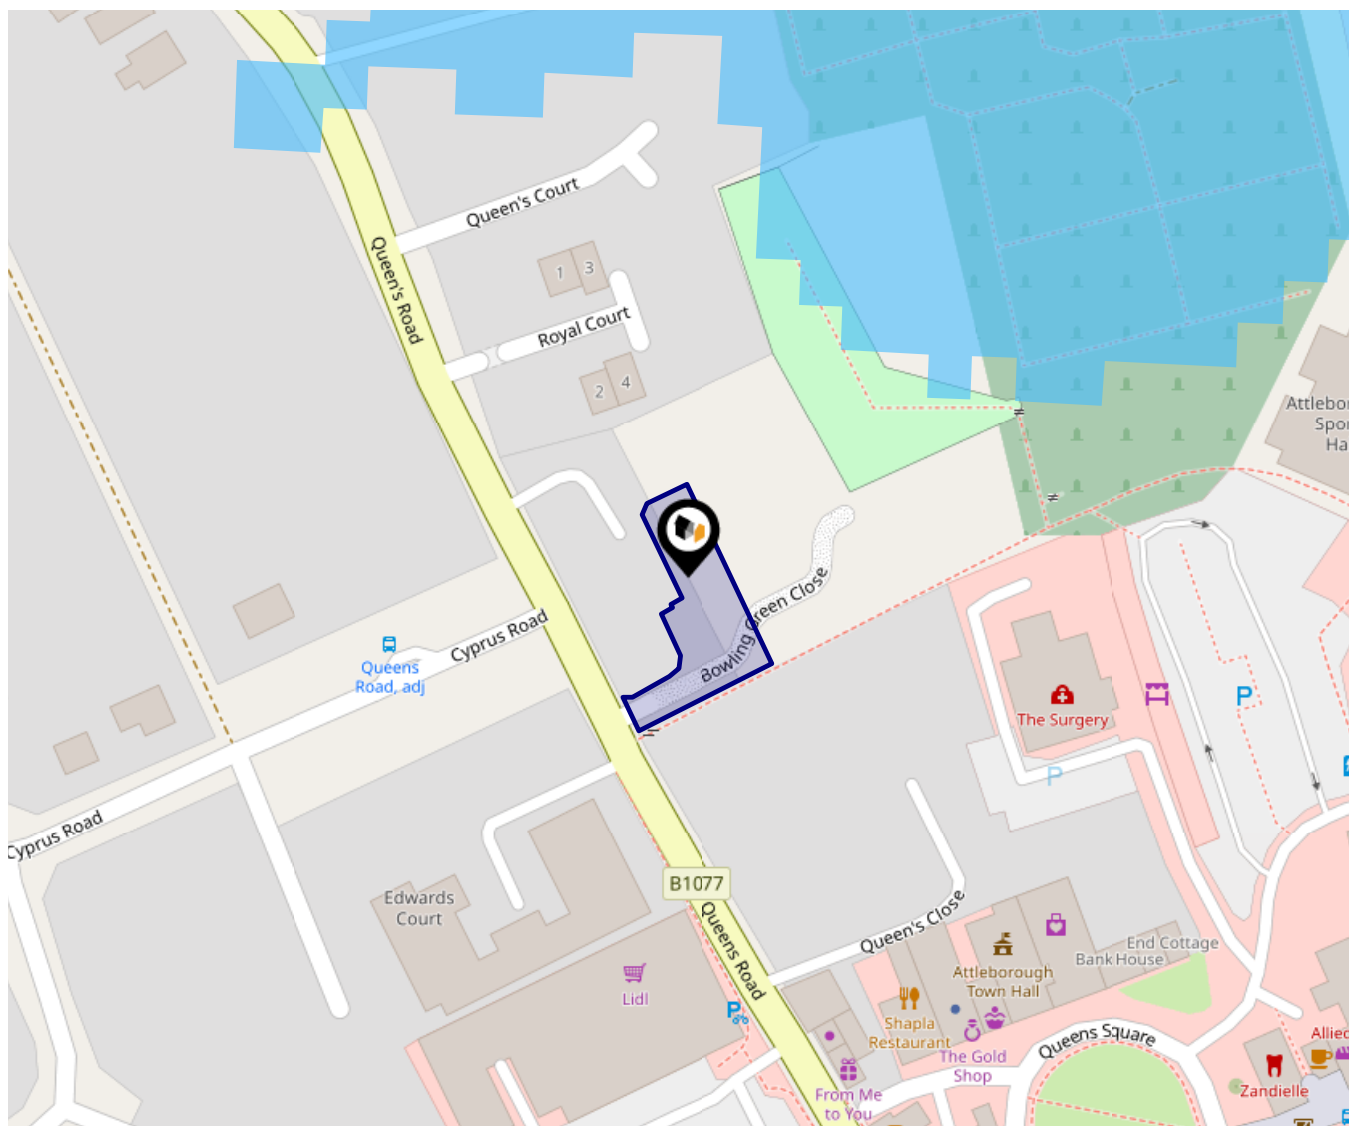 Queen's Court
1
3
Queen's Road
Royal Court
2
4
Bowling Green Close
Cyprus Road
Queens
Road, adj
The Surgery
P
P
Cyprus Road
B1077
Edwards
Court
Queens Road
Queen's Close
Lidl
P
Attleborough
Town Hall
End Cottage
Bank House
Shapla
Restaurant
The Gold
Shop
Queens Square
From Me
to You
Zandielle